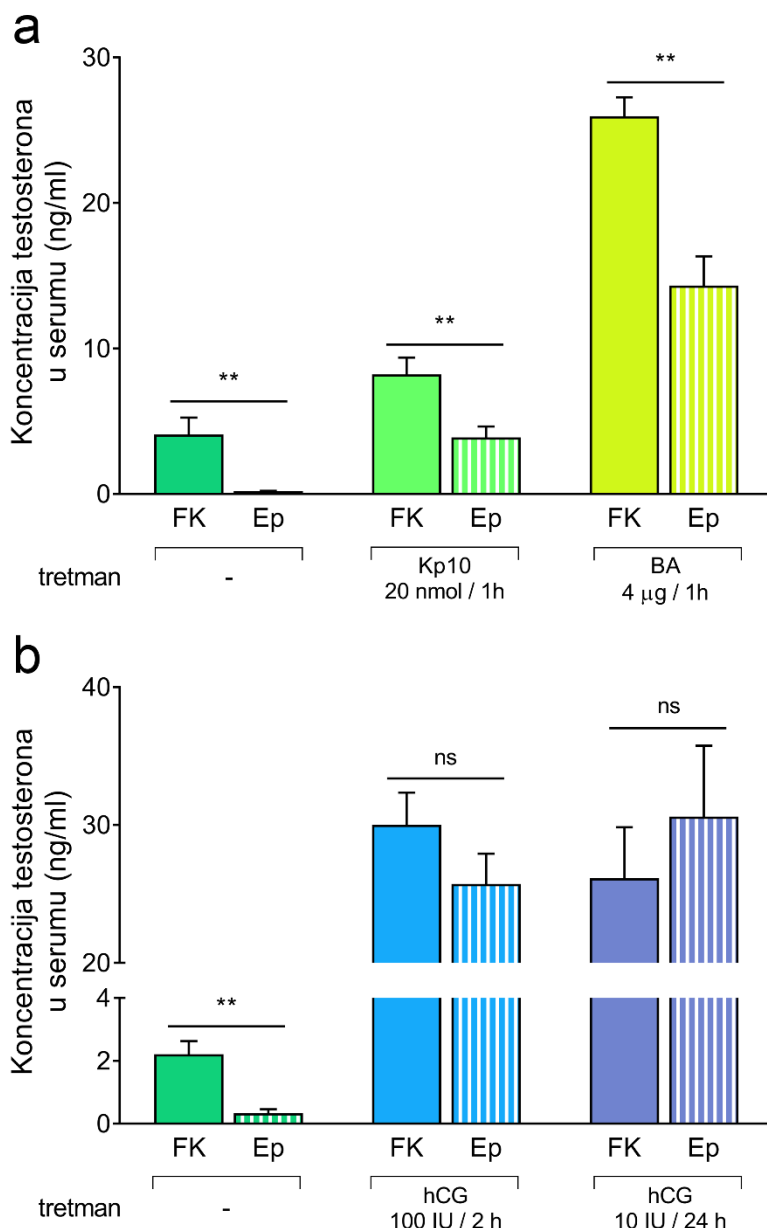 a
Koncentracija testosterona
u serumu (ng/ml)
30
20
10
0
**
**
**
FK Ep FK Ep FK Ep
tretman
-
Kp10
20 nmol / 1h
BA
4 μg / 1h
b
Koncentracija testosterona
u serumu (ng/ml)
40
30
20
4
2
0
**
ns
ns
FK Ep FK Ep FK Ep
tretman
-
hCG
100 IU / 2 h
hCG
10 IU / 24 h